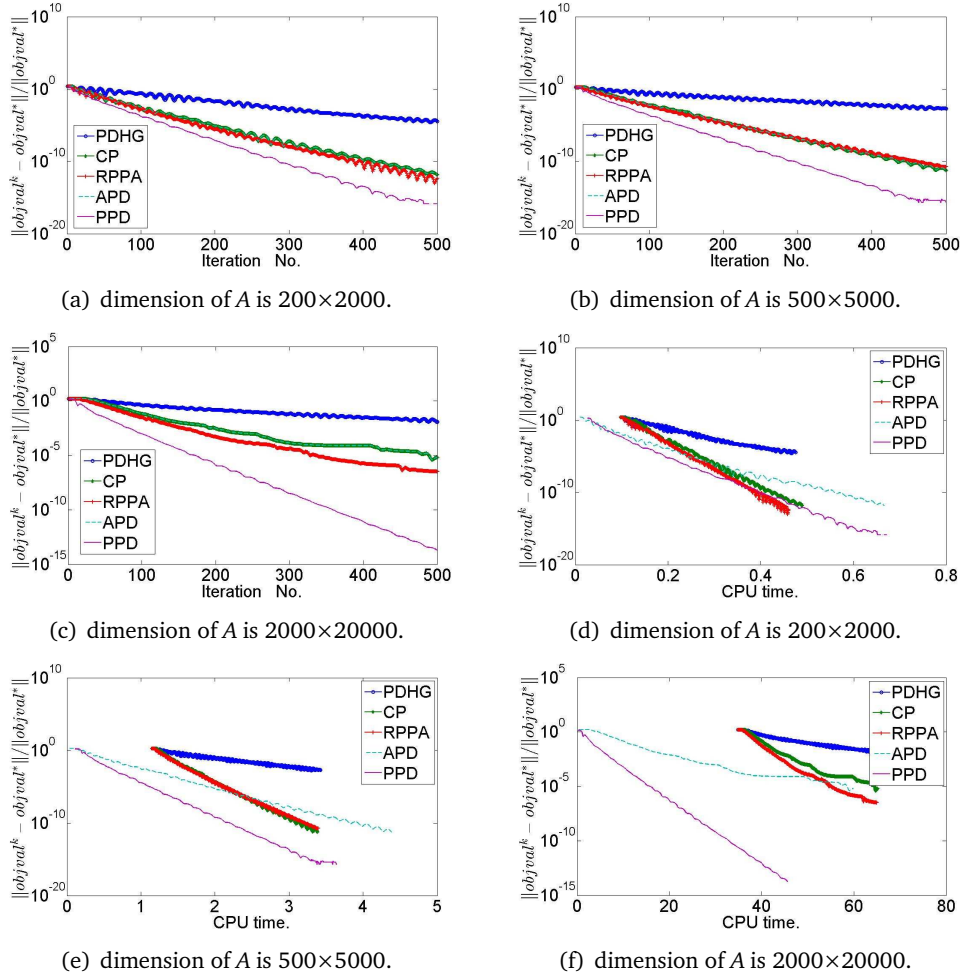 ||objval^k − objval*||/||objval*||
10^10
10^0
10^-10
10^-20
PDHG
CP
RPPA
APD
PPD
0 100 200 300 400 500
Iteration No.
(a) dimension of A is 200×2000.
||objval^k − objval*||/||objval*||
10^10
10^0
10^-10
10^-20
PDHG
CP
RPPA
APD
PPD
0 100 200 300 400 500
Iteration No.
(b) dimension of A is 500×5000.
||objval^k − objval*||/||objval*||
10^5
10^0
10^-5
10^-10
10^-15
PDHG
CP
RPPA
APD
PPD
0 100 200 300 400 500
Iteration No.
(c) dimension of A is 2000×20000.
||objval^k − objval*||/||objval*||
10^10
10^0
10^-10
10^-20
PDHG
CP
RPPA
APD
PPD
0 0.2 0.4 0.6 0.8
CPU time.
(d) dimension of A is 200×2000.
||objval^k − objval*||/||objval*||
10^10
10^0
10^-10
10^-20
PDHG
CP
RPPA
APD
PPD
0 1 2 3 4 5
CPU time.
(e) dimension of A is 500×5000.
||objval^k − objval*||/||objval*||
10^5
10^0
10^-5
10^-10
10^-15
PDHG
CP
RPPA
APD
PPD
0 20 40 60 80
CPU time.
(f) dimension of A is 2000×20000.